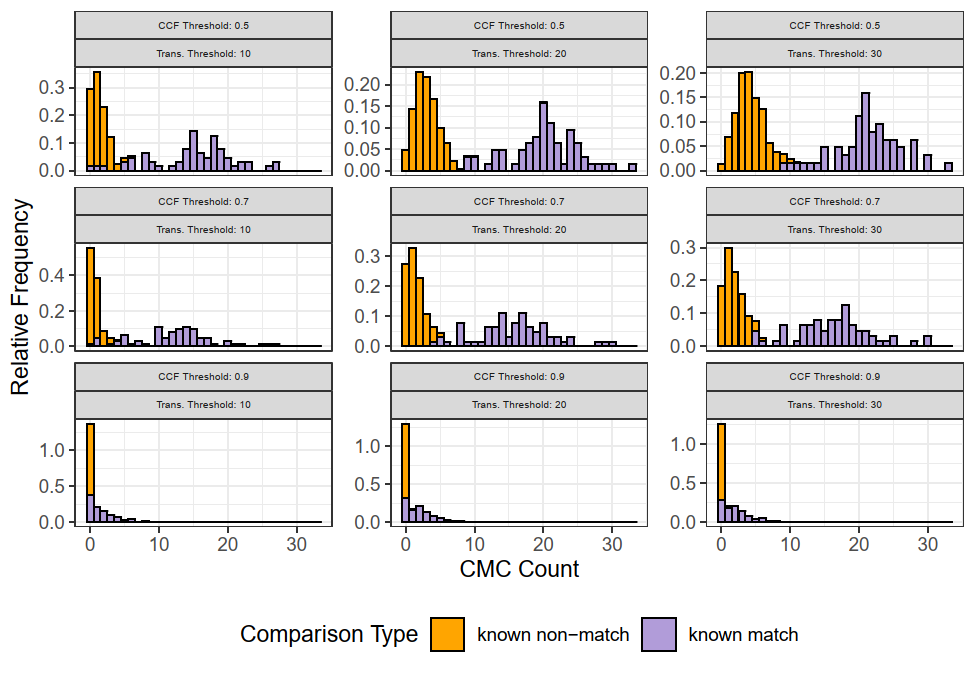 CCF Threshold: 0.5 CCF Threshold: 0.5 CCF Threshold: 0.5
Trans. Threshold: 10 Trans. Threshold: 20 Trans. Threshold: 30
0.3 0.20 0.20
0.2 0.15 0.15
0.1 0.10 0.10
0.0 0.05 0.05
0.00 0.00
CCF Threshold: 0.7 CCF Threshold: 0.7 CCF Threshold: 0.7
Trans. Threshold: 10 Trans. Threshold: 20 Trans. Threshold: 30
0.4 0.3 0.3
0.2 0.2 0.2
0.0 0.1 0.1
0.0 0.0
Relative Frequency
CCF Threshold: 0.9 CCF Threshold: 0.9 CCF Threshold: 0.9
Trans. Threshold: 10 Trans. Threshold: 20 Trans. Threshold: 30
1.0 1.0 1.0
0.5 0.5 0.5
0.0 0.0 0.0
0 10 20 30 0 10 20 30 0 10 20 30
CMC Count
Comparison Type known non−match known match